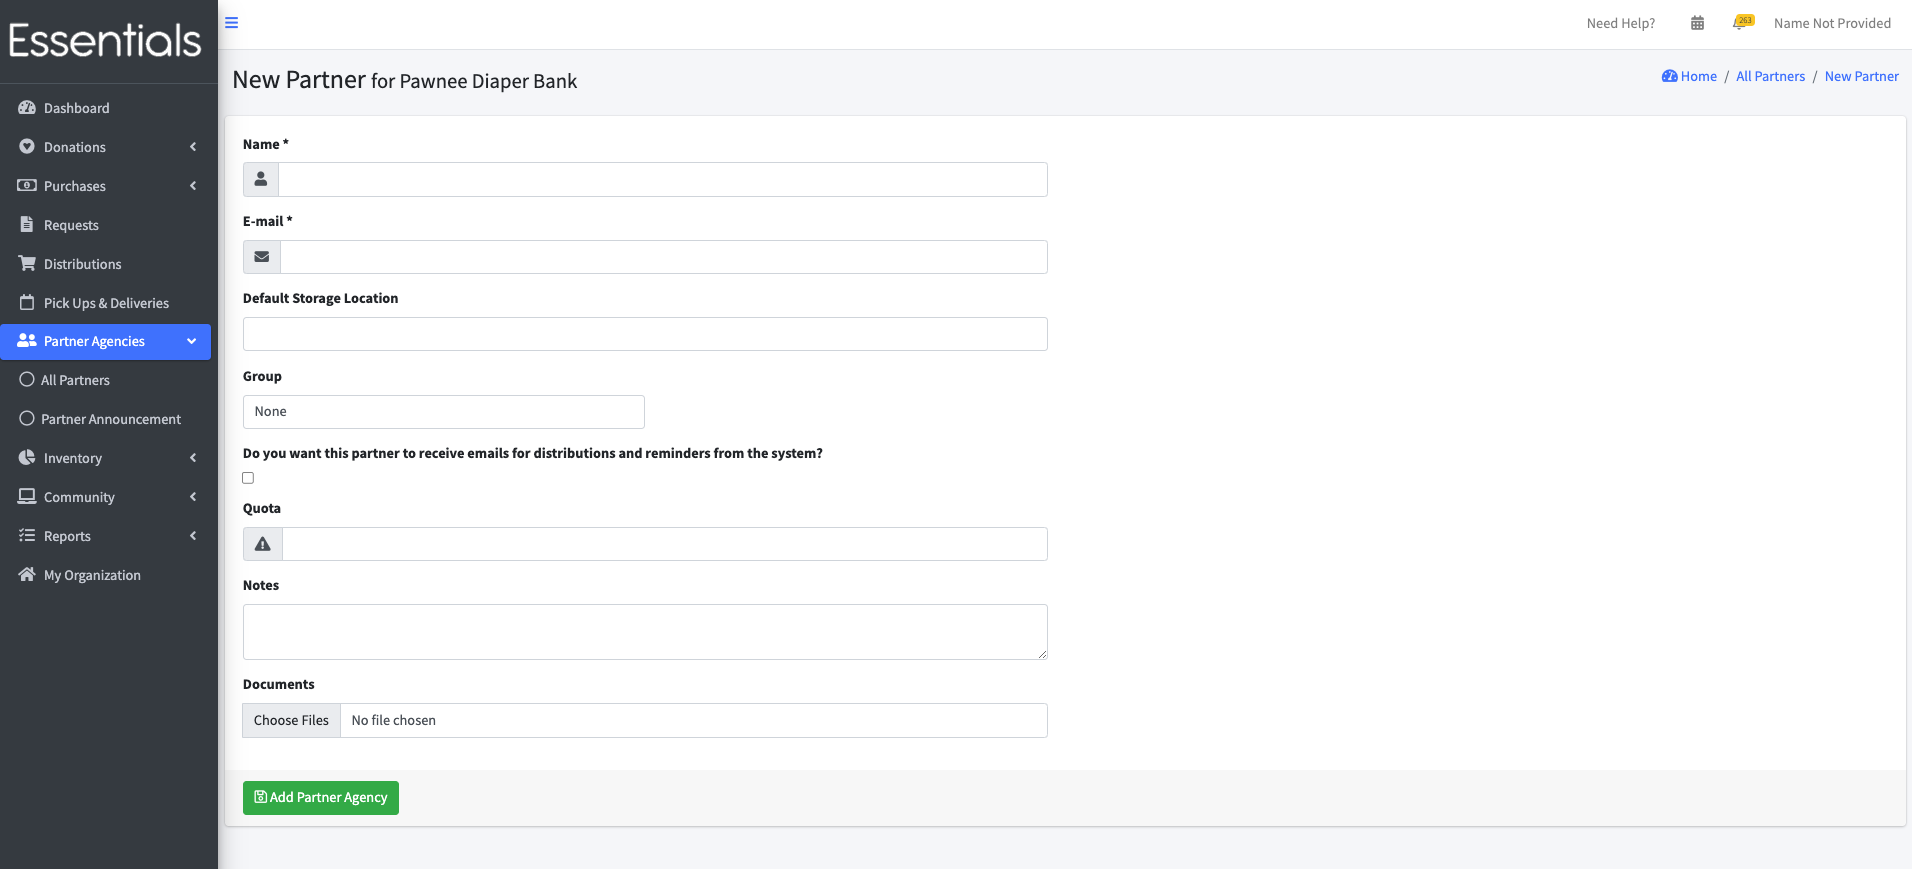 Essentials
Need Help?
263
Name Not Provided
Dashboard
Donations
Purchases
Requests
Distributions
Pick Ups & Deliveries
Partner Agencies
All Partners
Partner Announcement
Inventory
Community
Reports
My Organization
New Partner for Pawnee Diaper Bank
Home / All Partners / New Partner
Name *
E-mail *
Default Storage Location
Group
None
Do you want this partner to receive emails for distributions and reminders from the system?
Quota
Notes
Documents
Choose Files No file chosen
Add Partner Agency